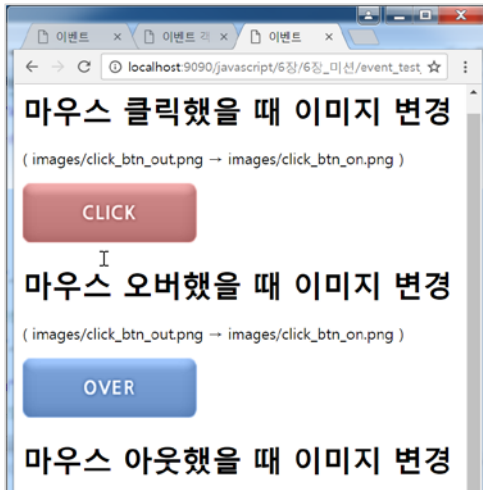 이벤트 이벤트 객 이벤트
localhost:9090/javascript/6장/6장_미션/event_test_
마우스 클릭했을 때 이미지 변경
( images/click_btn_out.png → images/click_btn_on.png )
CLICK
마우스 오버했을 때 이미지 변경
( images/click_btn_out.png → images/click_btn_on.png )
OVER
마우스 아웃했을 때 이미지 변경